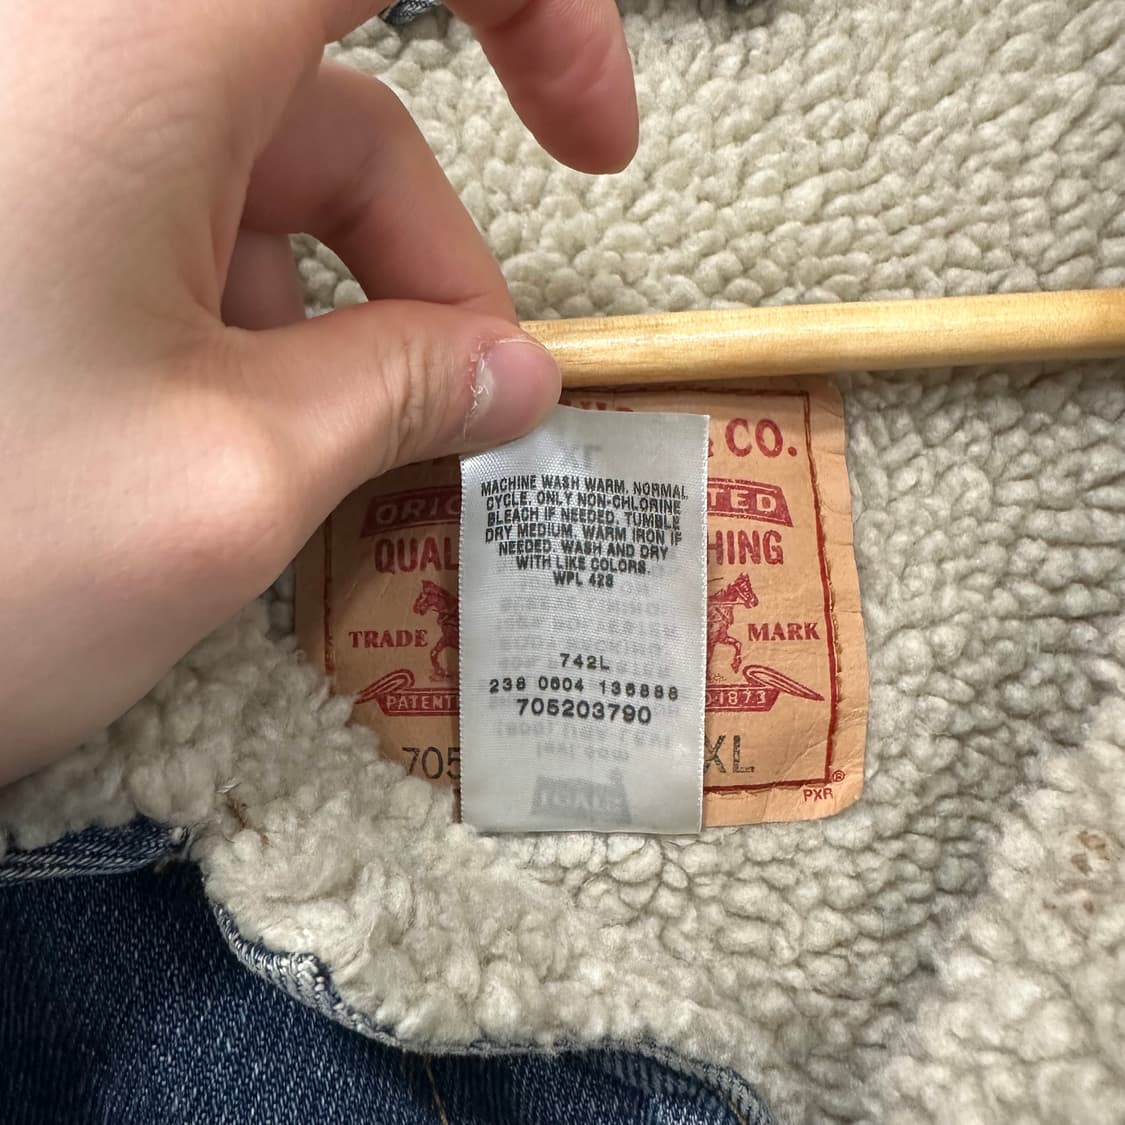 CO.
TED
QUAL
HING
TRADE
MARK
PATENT
1873
705
XL
PXR®
MACHINE WASH WARM, NORMAL
CYCLE, ONLY NON-CHLORINE
BLEACH IF NEEDED, TUMBLE
DRY MEDIUM, WARM IRON IF
NEEDED, WASH AND DRY
WITH LIKE COLORS.
WPL 423
742L
238 0604 136888
705203790